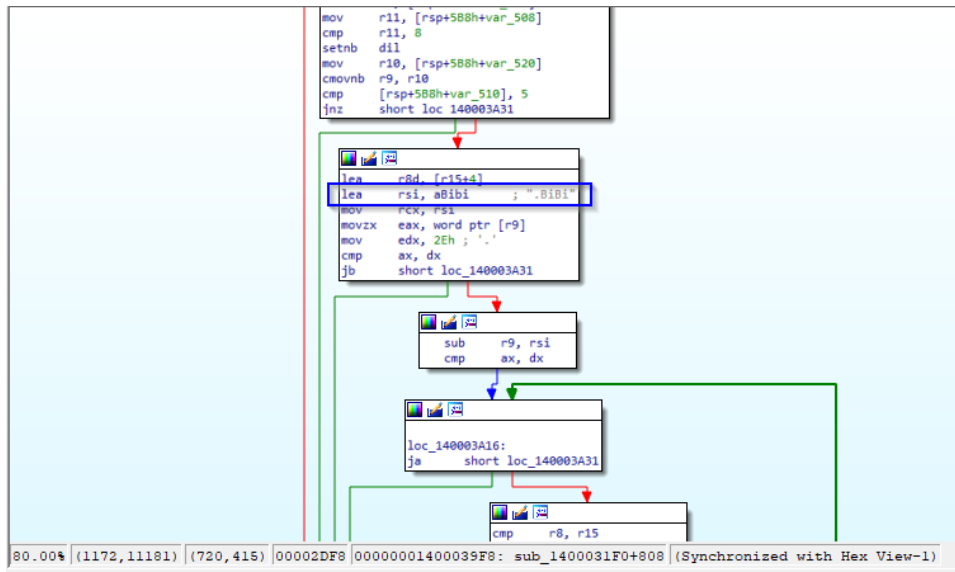 mov r11, [rsp+5B8h+var_508]
cmp r11, 8
setnb dil
mov r10, [rsp+5B8h+var_520]
cmovnb r9, r10
cmp [rsp+5B8h+var_510], 5
jnz short loc_140003A31
lea r8d, [r15+4]
lea rsi, aBibi ; ".BiBi"
mov rcx, rsi
movzx eax, word ptr [r9]
mov edx, 2Eh ; '.'
cmp ax, dx
jb short loc_140003A31
sub r9, rsi
cmp ax, dx
loc_140003A16:
ja short loc_140003A31
cmp r8, r15
80.00% (1172,11181) (720,415) 00002DF8 00000001400039F8: sub_1400031F0+808 (Synchronized with Hex View-1)